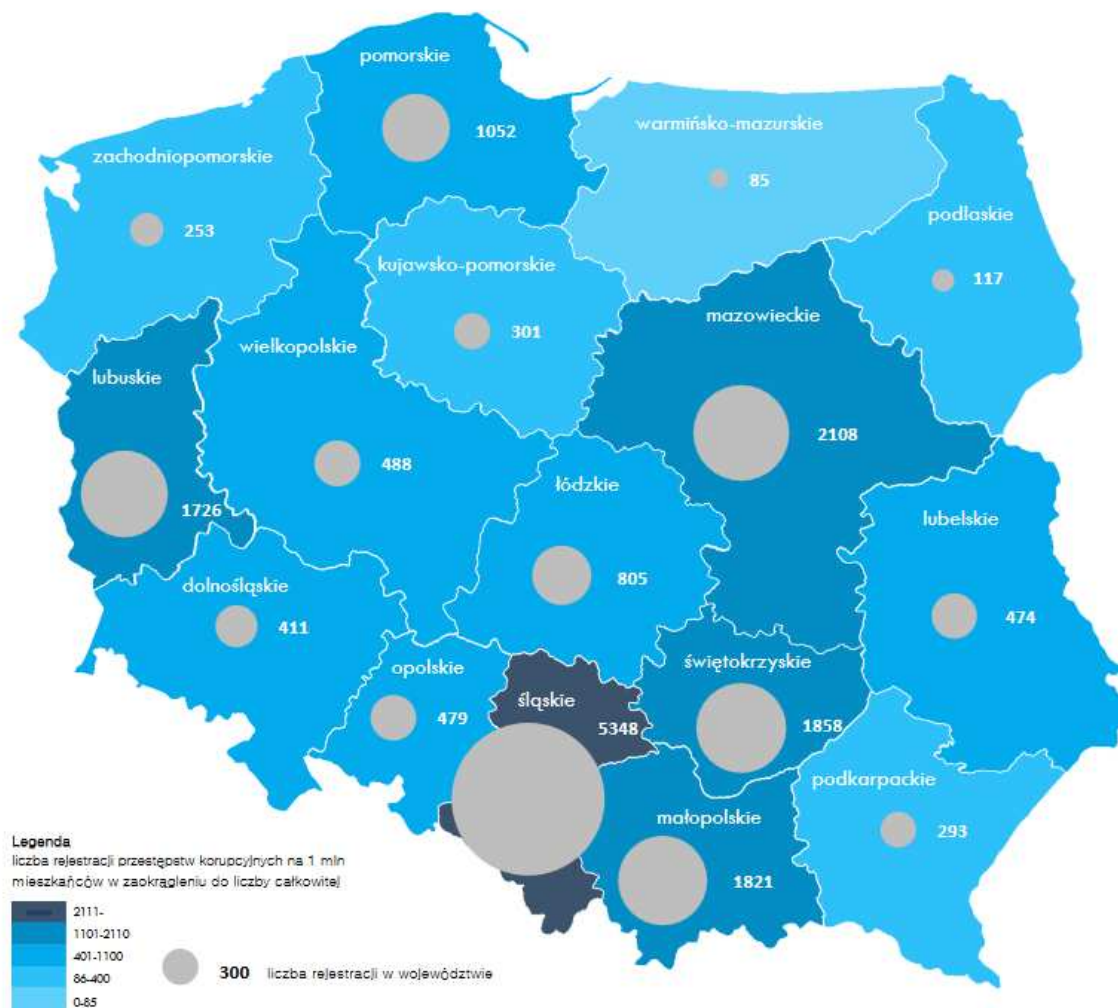 pomorskie
1052
warmińsko-mazurskie
85
zachodniopomorskie
253
podlaskie
117
kujawsko-pomorskie
301
mazowieckie
2108
wielkopolskie
488
lubuskie
1726
łódzkie
805
lubelskie
474
dolnośląskie
411
opolskie
479
śląskie
5348
świętokrzyskie
1858
podkarpackie
293
małopolskie
1821
Legenda
liczba rejestracji przestępstw korupcyjnych na 1 mln
mieszkańców w zaokrągleniu do liczby całkowitej
2111-
1101-2110
401-1100
86-400
0-85
300 liczba rejestracji w województwie